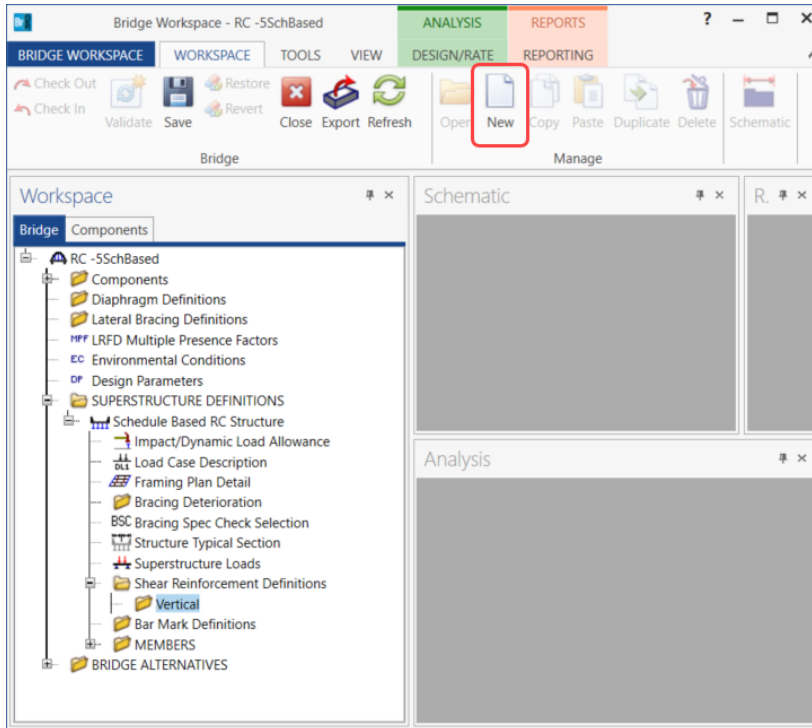 Br
Bridge Workspace - RC -5SchBased
ANALYSIS
REPORTS
?
BRIDGE WORKSPACE
WORKSPACE
TOOLS
VIEW
DESIGN/RATE
REPORTING
Check Out
Check In
Validate
Save
Restore
Revert
Close
Export
Refresh
Open
New
Copy
Paste
Duplicate
Delete
Schematic
Bridge
Manage
Workspace
Schematic
R.
Bridge
Components
RC -5SchBased
Components
Diaphragm Definitions
Lateral Bracing Definitions
MPF LRFD Multiple Presence Factors
EC Environmental Conditions
DP Design Parameters
SUPERSTRUCTURE DEFINITIONS
Schedule Based RC Structure
Impact/Dynamic Load Allowance
DL1 Load Case Description
Framing Plan Detail
Bracing Deterioration
BSC Bracing Spec Check Selection
Structure Typical Section
Superstructure Loads
Shear Reinforcement Definitions
Vertical
Bar Mark Definitions
MEMBERS
BRIDGE ALTERNATIVES
Analysis